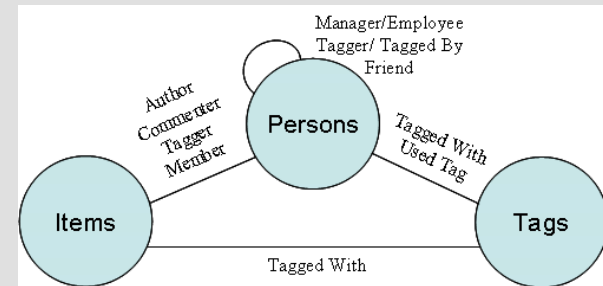 Manager/Employee
Tagger/ Tagged By
Friend
Author
Commenter
Tagger
Member
Persons
Tagged With
Used Tag
Items
Tags
Tagged With